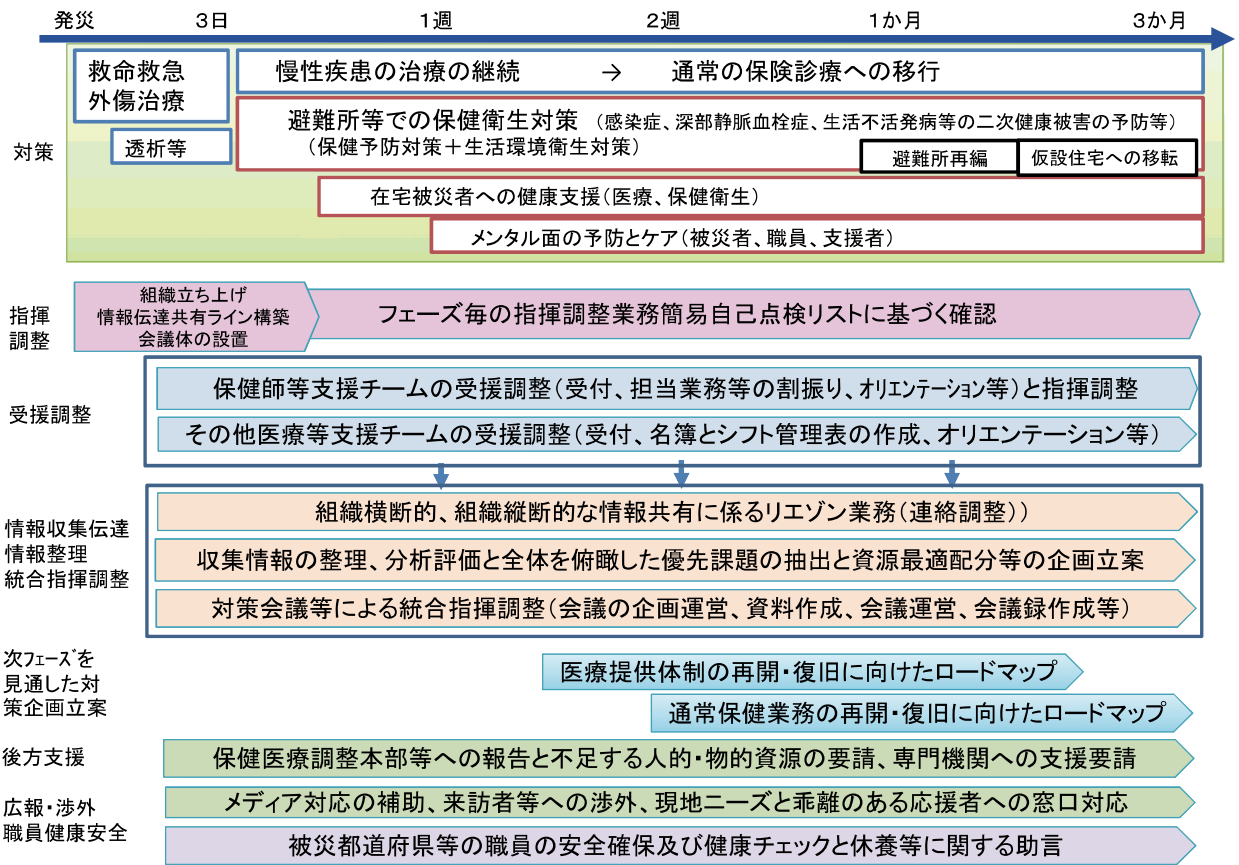 発災 3日 1週 2週 1か月 3か月
対策
救命救急
外傷治療
透析等
慢性疾患の治療の継続 → 通常の保険診療への移行
避難所等での保健衛生対策 （感染症、深部静脈血栓症、生活不活発病等の二次健康被害の予防等）
（保健予防対策＋生活環境衛生対策）
避難所再編
仮設住宅への移転
在宅被災者への健康支援（医療、保健衛生）
メンタル面の予防とケア（被災者、職員、支援者）
指揮
調整
組織立ち上げ
情報伝達共有ライン構築
会議体の設置
フェーズ毎の指揮調整業務簡易自己点検リストに基づく確認
受援調整
保健師等支援チームの受援調整（受付、担当業務等の割振り、オリエンテーション等）と指揮調整
その他医療等支援チームの受援調整（受付、名簿とシフト管理表の作成、オリエンテーション等）
情報収集伝達
情報整理
統合指揮調整
組織横断的、組織縦断的な情報共有に係るリエゾン業務（連絡調整））
収集情報の整理、分析評価と全体を俯瞰した優先課題の抽出と資源最適配分等の企画立案
対策会議等による統合指揮調整（会議の企画運営、資料作成、会議運営、会議録作成等）
次ﾌｪｰｽﾞを
見通した対
策企画立案
医療提供体制の再開・復旧に向けたロードマップ
通常保健業務の再開・復旧に向けたロードマップ
後方支援
保健医療調整本部等への報告と不足する人的・物的資源の要請、専門機関への支援要請
広報・渉外
職員健康安全
メディア対応の補助、来訪者等への渉外、現地ニーズと乖離のある応援者への窓口対応
被災都道府県等の職員の安全確保及び健康チェックと休養等に関する助言